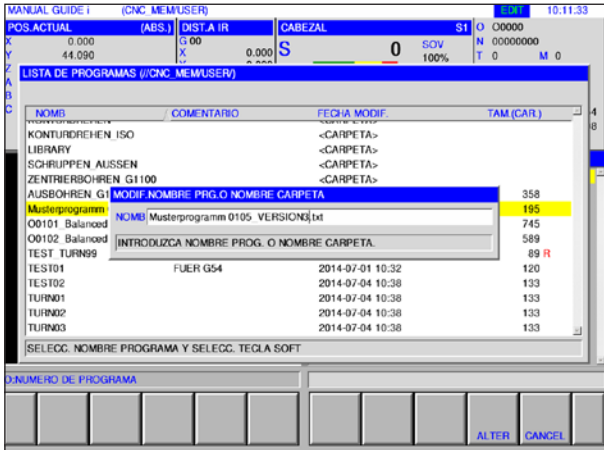 MANUAL GUIDE i (CNC_MEM/USER) EDIT 10:11:33
POS.ACTUAL (ABS.) DIST.A IR CABEZAL S1 O O0000
X 0.000 G 00 S 0 SOV 100% N 00000000
Y 44.090 X 0.000 T 0 M 0
Z
A
B
C
LISTA DE PROGRAMAS (//CNC_MEM/USER/)
NOMB COMENTARIO FECHA MODIF. TAM.(CAR.)
KONTURDREHEN_ISO <CARPETA>
LIBRARY <CARPETA>
SCHRUPPEN_AUSSEN <CARPETA>
ZENTRIERBOHREN_G1100 <CARPETA>
AUSBOHREN_G1 358
Musterprogramm 195
O0101_Balanced 745
O0102_Balanced 589
TEST_TURN99 89 R
TEST01 FUER G54 2014-07-01 10:32 120
TEST02 2014-07-04 10:38 133
TURN01 2014-07-04 10:38 133
TURN02 2014-07-04 10:38 133
TURN03 2014-07-04 10:38 133
MODIF.NOMBRE PRG.O NOMBRE CARPETA
NOMB Musterprogramm 0105_VERSION3.txt
INTRODUZCA NOMBRE PROG. O NOMBRE CARPETA.
SELECC. NOMBRE PROGRAMA Y SELECC. TECLA SOFT
O:NUMERO DE PROGRAMA
ALTER CANCEL